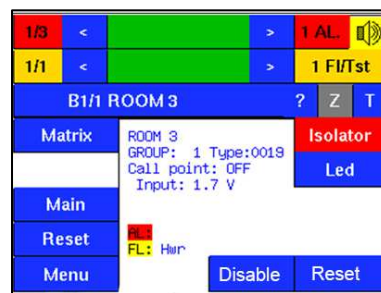 1/3 < > 1 AL.
1/1 < > 1 Fl/Tst
B1/1 ROOM 3 ? Z T
Matrix
ROOM 3
GROUP: 1 Type:0019
Call point: OFF
Input: 1.7 V
Isolator
Led
Main
Reset
AL:
FL: Hwr
Menu
Disable
Reset